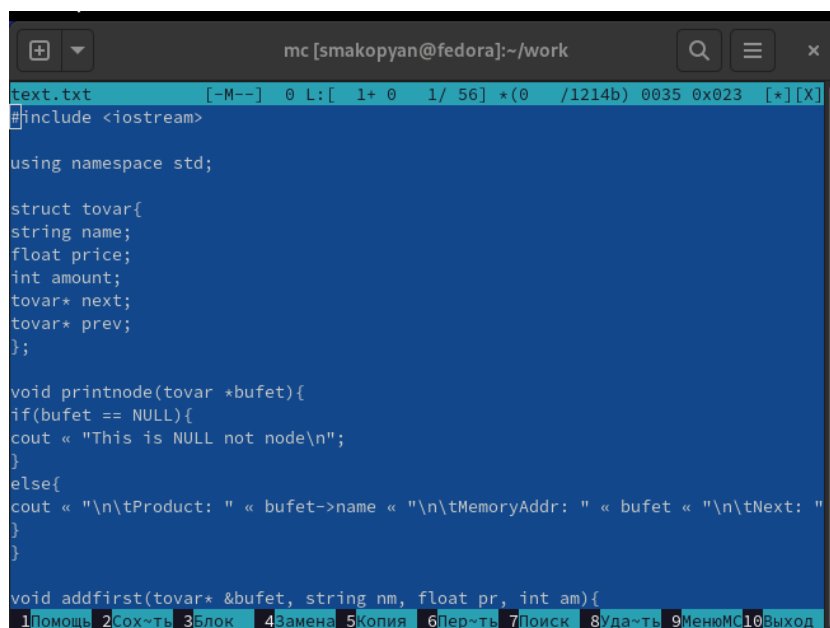 mc [smakopyan@fedora]:~/work
text.txt [-M--] 0 L:[ 1+ 0 1/ 56] *(0 /1214b) 0035 0x023 [*][X]
#include <iostream>
using namespace std;
struct tovar{
string name;
float price;
int amount;
tovar* next;
tovar* prev;
};
void printnode(tovar *bufet){
if(bufet == NULL){
cout « "This is NULL not node\n";
}
else{
cout « "\n\tProduct: " « bufet->name « "\n\tMemoryAddr: " « bufet « "\n\tNext: "
}
}
void addfirst(tovar* &bufet, string nm, float pr, int am){
1Помощь 2Сох~ть 3Блок 4Замена 5Копия 6Пер~ть 7Поиск 8Уда~ть 9МенюMC 10Выход